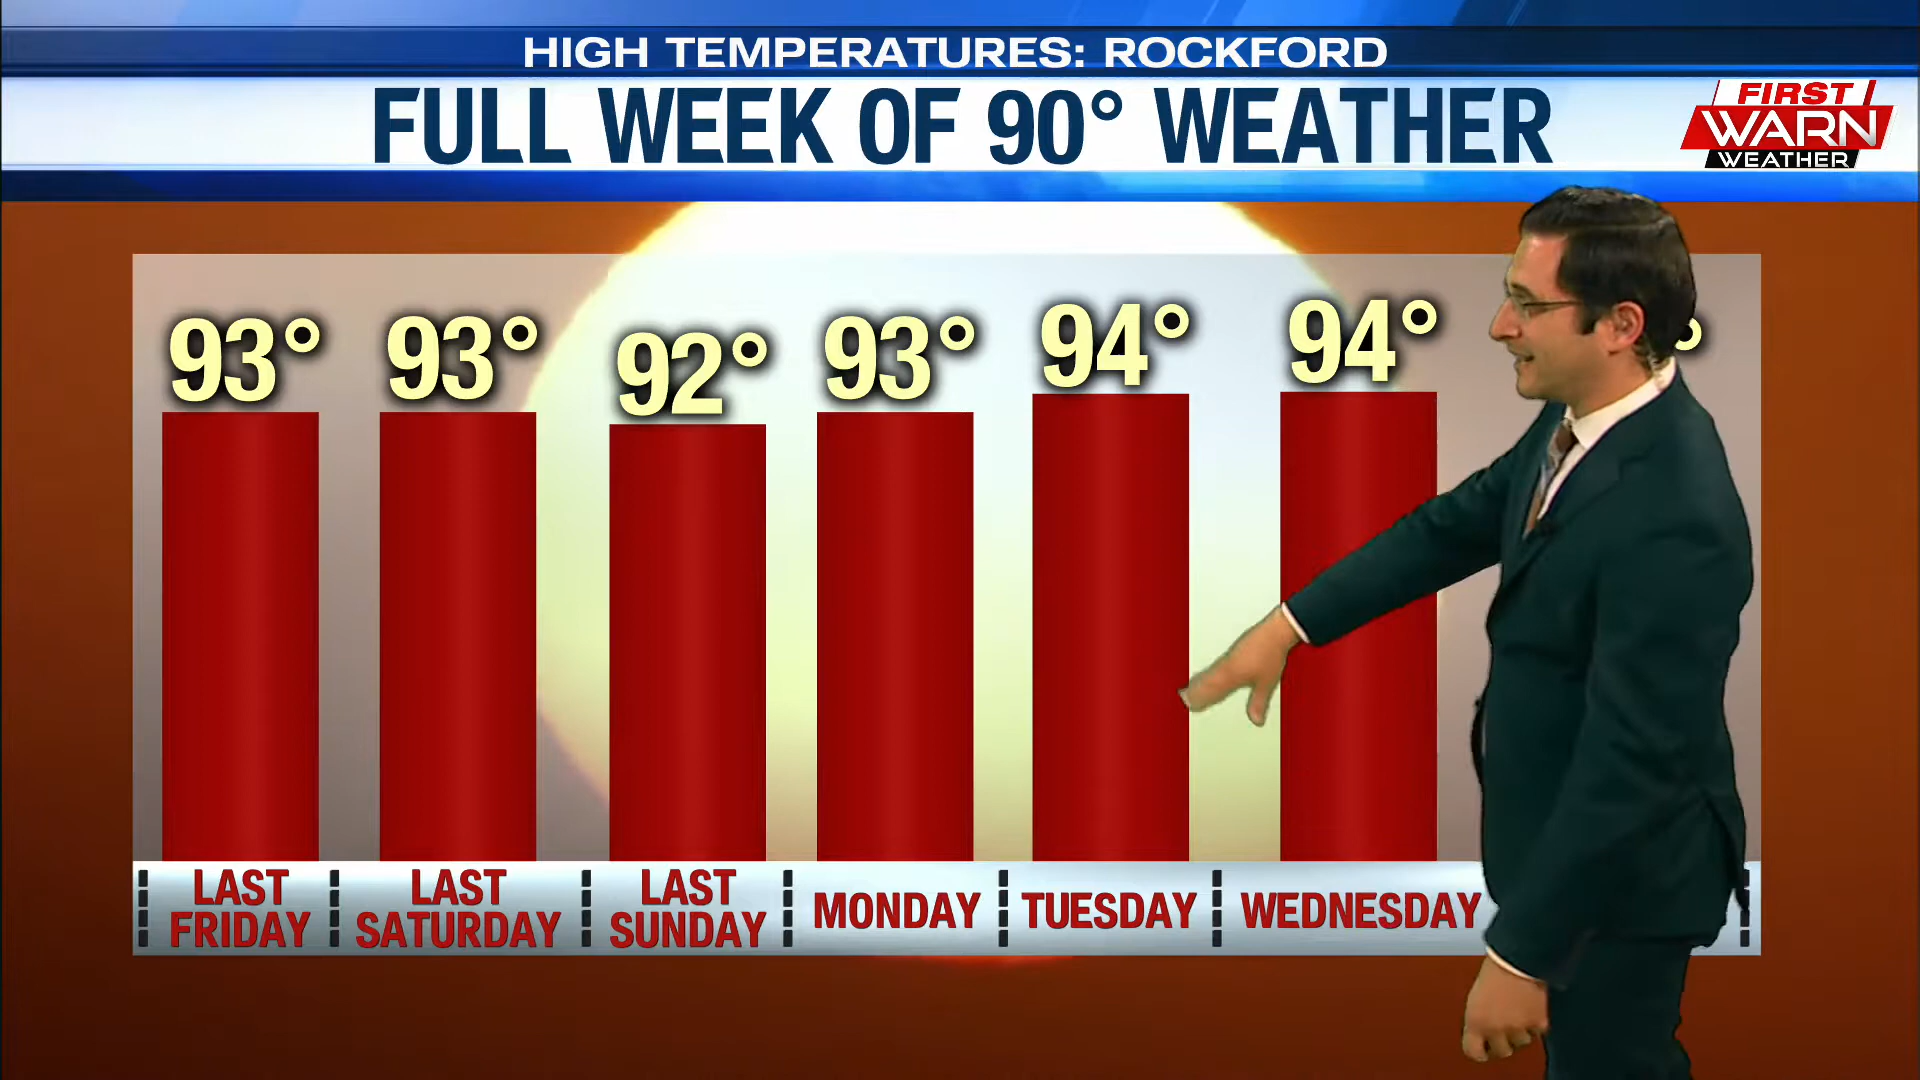 HIGH TEMPERATURES: ROCKFORD
FULL WEEK OF 90° WEATHER
FIRST
WARN
WEATHER
93° 93° 92° 93° 94° 94° °
LAST FRIDAY
LAST SATURDAY
LAST SUNDAY
MONDAY
TUESDAY
WEDNESDAY